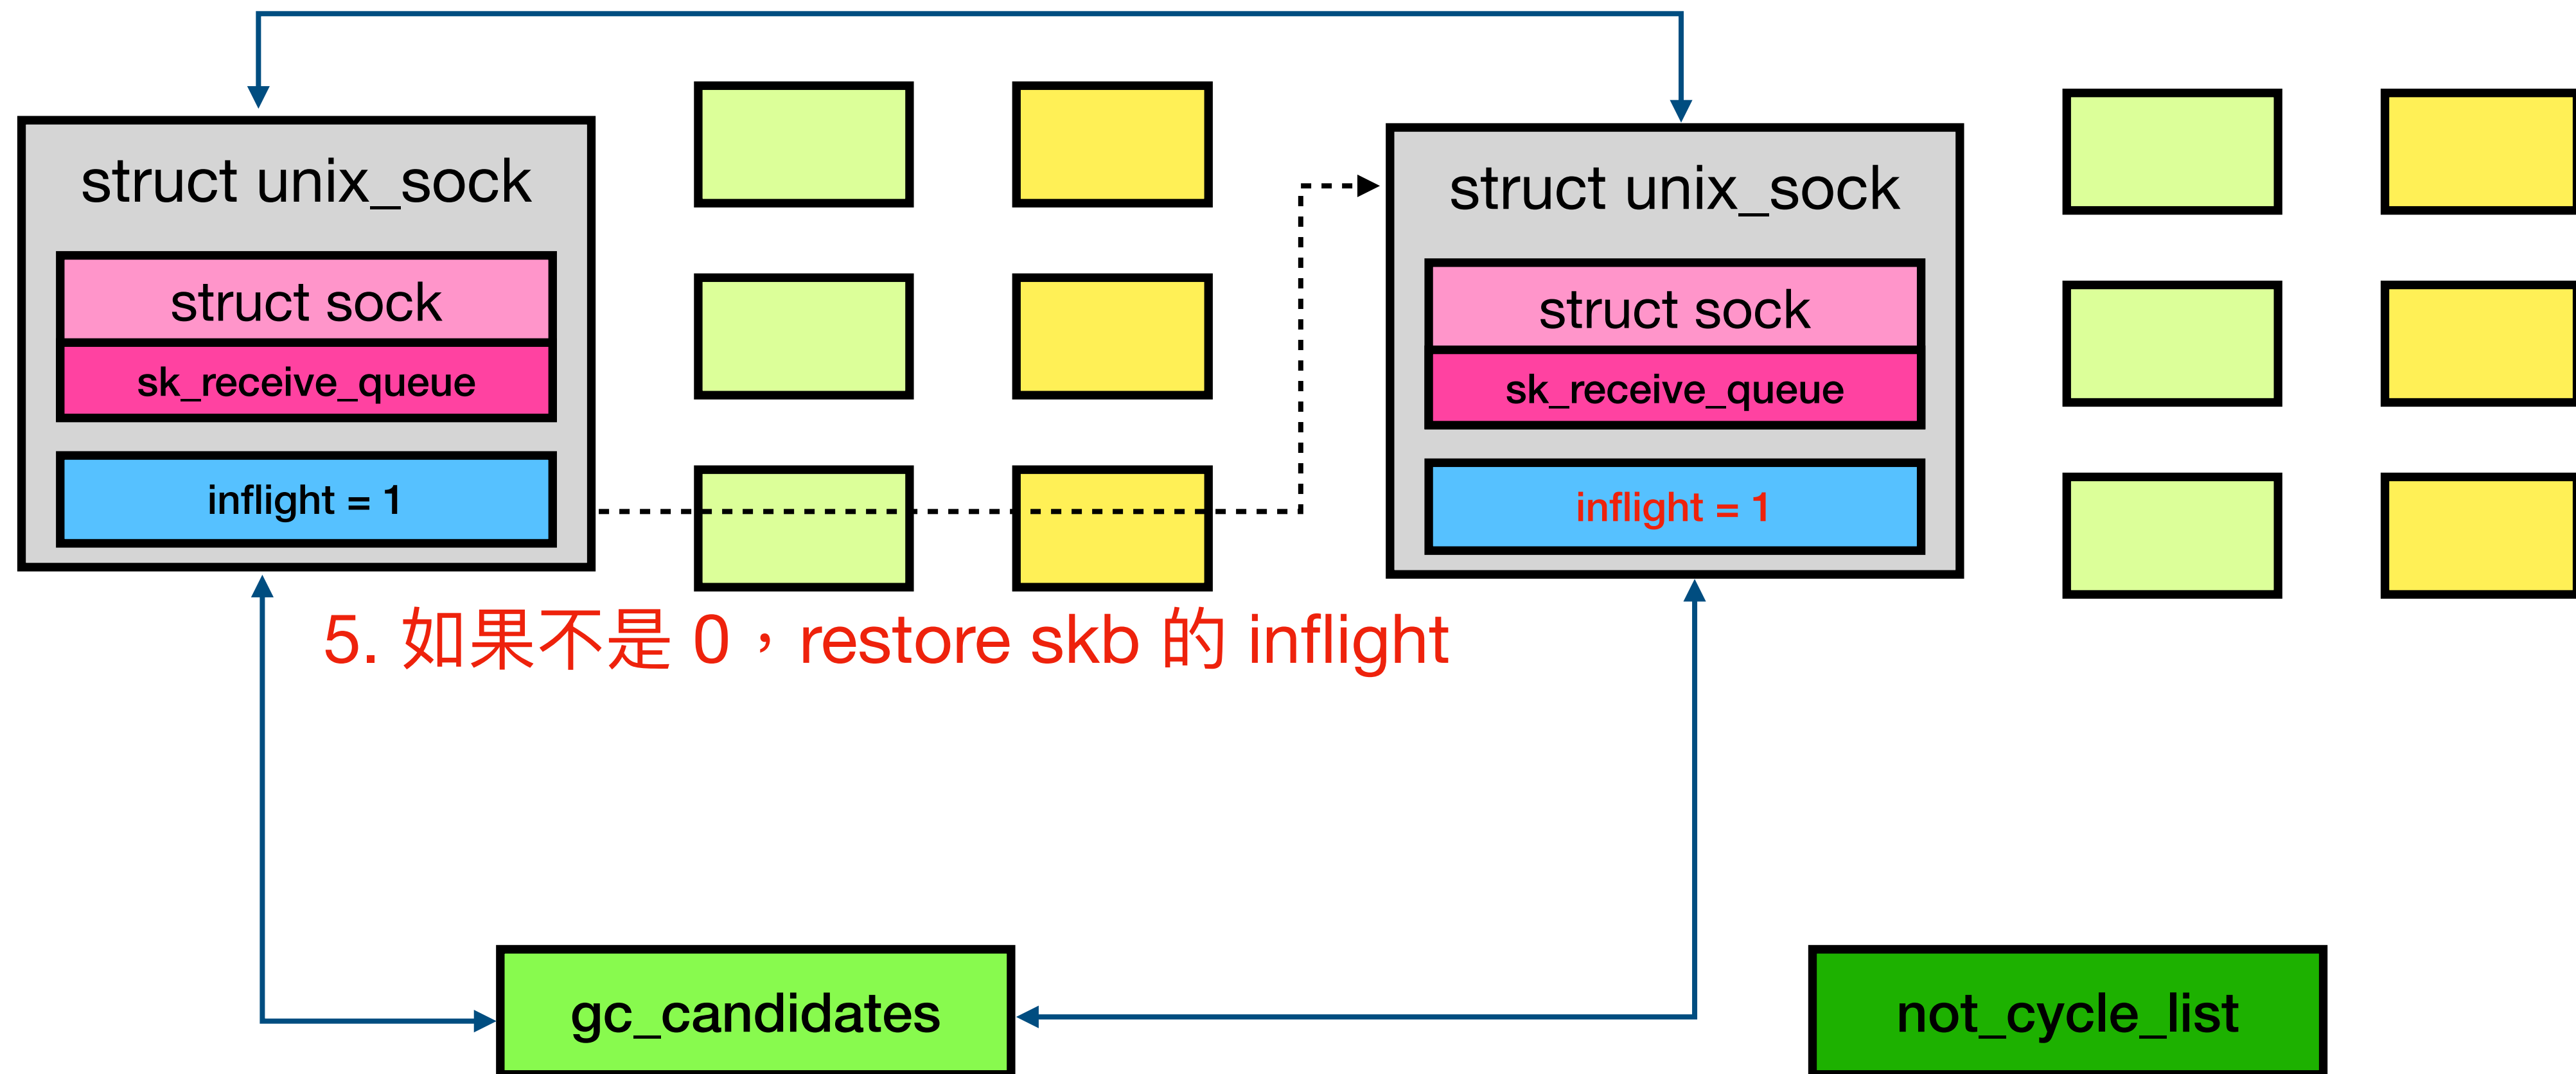 struct unix_sock
struct sock
sk_receive_queue
inflight = 1
struct unix_sock
struct sock
sk_receive_queue
inflight = 1
5. 如果不是 0，restore skb 的 inflight
gc_candidates
not_cycle_list